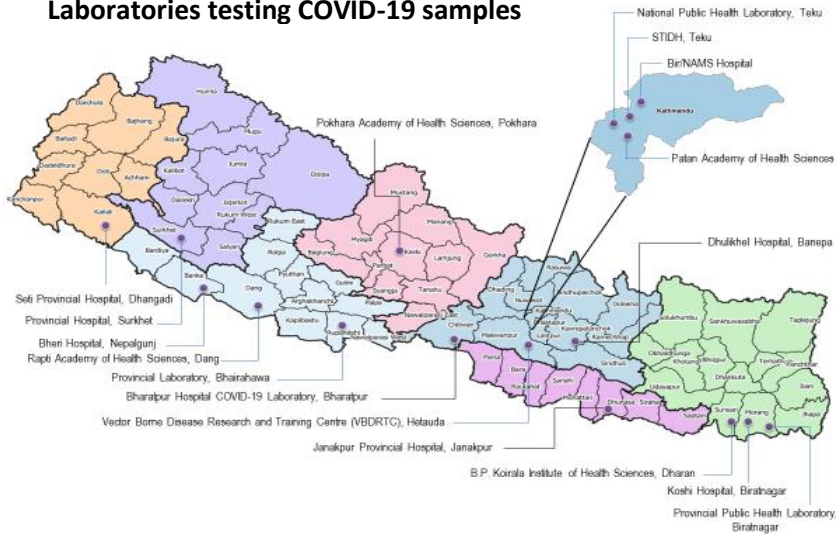 Laboratories testing COVID-19 samples
National Public Health Laboratory, Teku
STIDH, Teku
Bir/NAMS Hospital
Kathmandu
Patan Academy of Health Sciences
Pokhara Academy of Health Sciences, Pokhara
Dhulikhel Hospital, Banepa
Darchula
Bajhang
Humla
Baitadi
Bajura
Mugu
Dadeldhura
Doti
Achham
Kalikot
Jumla
Dolpa
Kanchanpur
Kailali
Dailekh
Jajarkot
Rukum West
Surkhet
Salyan
Rukum East
Mustang
Manang
Myagdi
Kaski
Lamjung
Gorkha
Baglung
Parbat
Syangja
Tanahu
Bardiya
Banke
Dang
Rolpa
Pyuthan
Gulmi
Arghakhanchi
Palpa
Kapilbastu
Rupandehi
Nawalparasi West
Nawalparasi East
Rasuwa
Dhading
Nuwakot
Sindhupalchok
Dolakha
Kathmandu
Bhaktapur
Lalitpur
Kavrepalanchok
Ramechhap
Chitwan
Makwanpur
Sindhuli
Parsa
Bara
Rautahat
Sarlahi
Mahottari
Dhanusa
Siraha
Saptari
Solukhumbu
Sankhuwasabha
Taplejung
Okhaldhunga
Khotang
Bhojpur
Terhathum
Panchthar
Dhankuta
Ilam
Udayapur
Sunsari
Morang
Jhapa
Seti Provincial Hospital, Dhangadi
Provincial Hospital, Surkhet
Bheri Hospital, Nepalgunj
Rapti Academy of Health Sciences, Dang
Provincial Laboratory, Bhairahawa
Bharatpur Hospital COVID-19 Laboratory, Bharatpur
Vector Borne Disease Research and Training Centre (VBDRTC), Hetauda
Janakpur Provincial Hospital, Janakpur
B.P. Koirala Institute of Health Sciences, Dharan
Koshi Hospital, Biratnagar
Provincial Public Health Laboratory,
Biratnagar